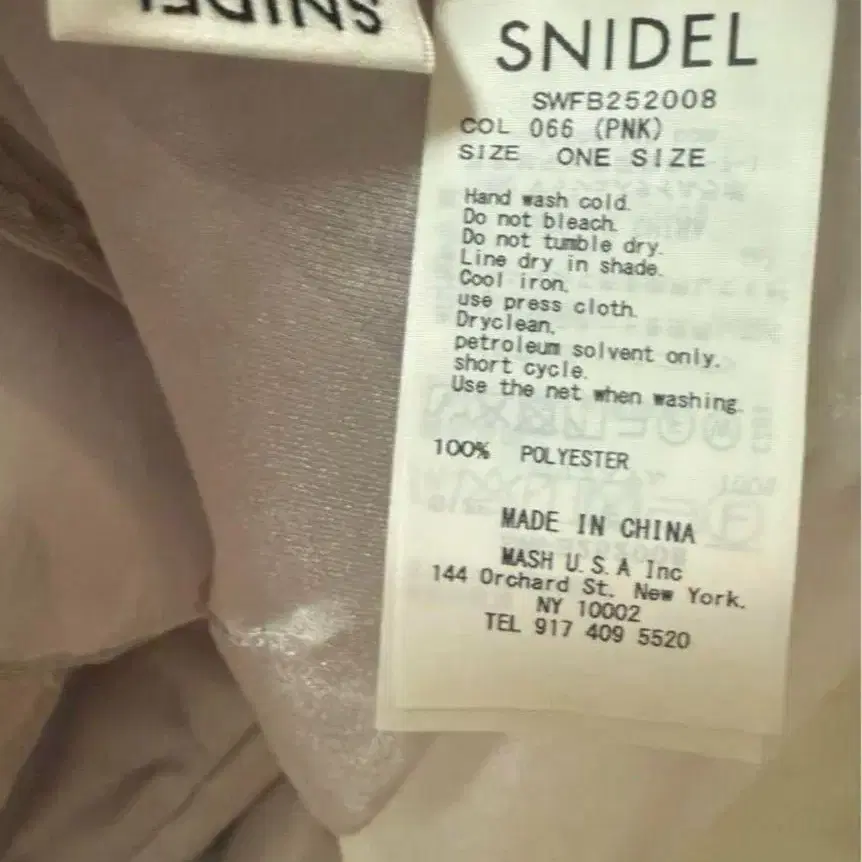 SNIDEL
SNIDEL
SWFB252008
COL 066 (PNK)
SIZE ONE SIZE
Hand wash cold.
Do not bleach.
Do not tumble dry.
Line dry in shade.
Cool iron.
use press cloth.
Dryclean.
petroleum solvent only.
short cycle.
Use the net when washing.
100% POLYESTER
MADE IN CHINA
MASH U.S.A Inc
144 Orchard St. New York.
NY 10002
TEL 917 409 5520